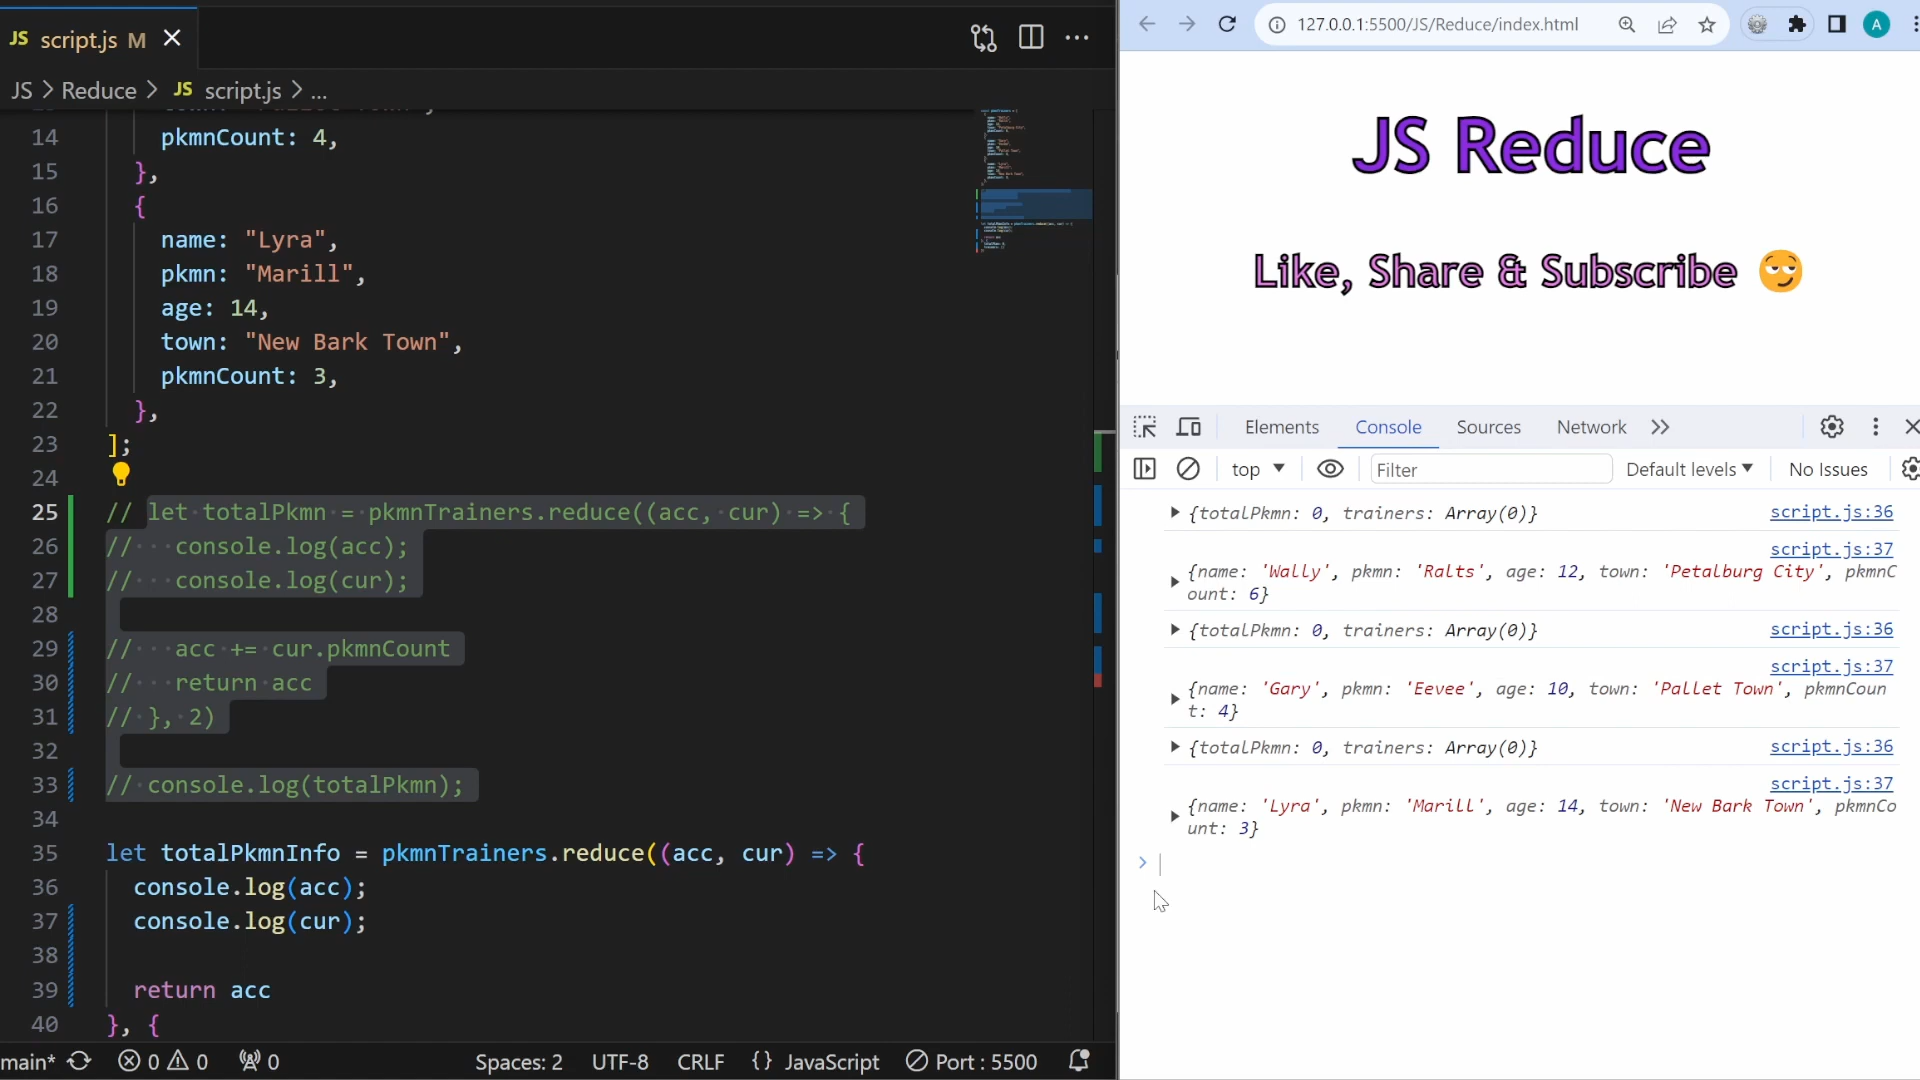 JS script.js M
JS > Reduce > JS script.js > ...
14 pkmnCount: 4,
15 },
16 {
17 name: "Lyra",
18 pkmn: "Marill",
19 age: 14,
20 town: "New Bark Town",
21 pkmnCount: 3,
22 },
23 ];
24
25 // let totalPkmn = pkmnTrainers.reduce((acc, cur) => {
26 // console.log(acc);
27 // console.log(cur);
28
29 // acc += cur.pkmnCount
30 // return acc
31 // }, 2)
32
33 // console.log(totalPkmn);
34
35 let totalPkmnInfo = pkmnTrainers.reduce((acc, cur) => {
36 console.log(acc);
37 console.log(cur);
38
39 return acc
40 }, {
main* 0 0 0 Spaces: 2 UTF-8 CRLF {} JavaScript Port : 5500
127.0.0.1:5500/JS/Reduce/index.html A
JS Reduce
Like, Share & Subscribe 😏
Elements Console Sources Network
top Filter Default levels No Issues
{totalPkmn: 0, trainers: Array(0)} script.js:36
script.js:37
{name: 'Wally', pkmn: 'Ralts', age: 12, town: 'Petalburg City', pkmnC
ount: 6}
{totalPkmn: 0, trainers: Array(0)} script.js:36
script.js:37
{name: 'Gary', pkmn: 'Eevee', age: 10, town: 'Pallet Town', pkmnCoun
t: 4}
{totalPkmn: 0, trainers: Array(0)} script.js:36
script.js:37
{name: 'Lyra', pkmn: 'Marill', age: 14, town: 'New Bark Town', pkmnCo
unt: 3}